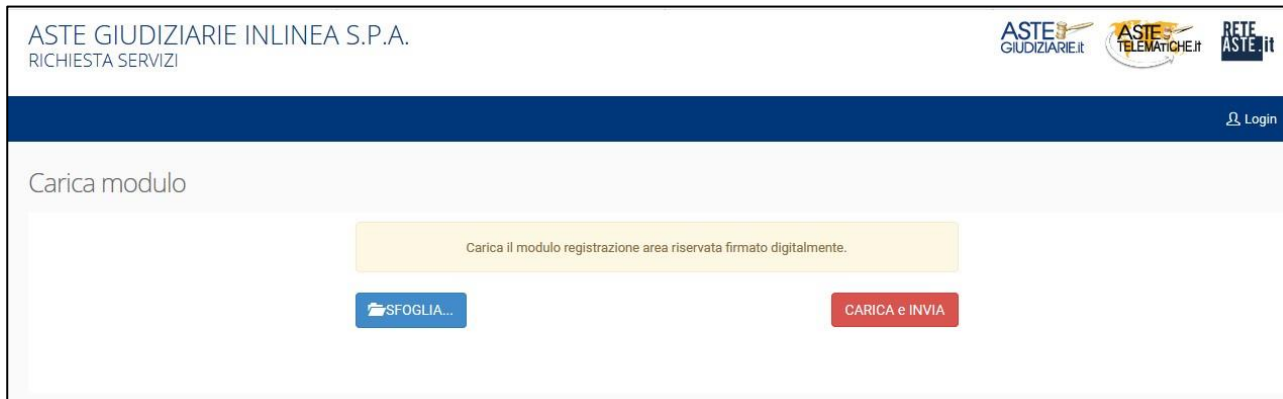 ASTE GIUDIZIARIE INLINEA S.P.A.
RICHIESTA SERVIZI
ASTE
GIUDIZIARIE.it
ASTE
TELEMATICHE.it
RETE
ASTE.it
Login
Carica modulo
Carica il modulo registrazione area riservata firmato digitalmente.
SFOGLIA...
CARICA e INVIA